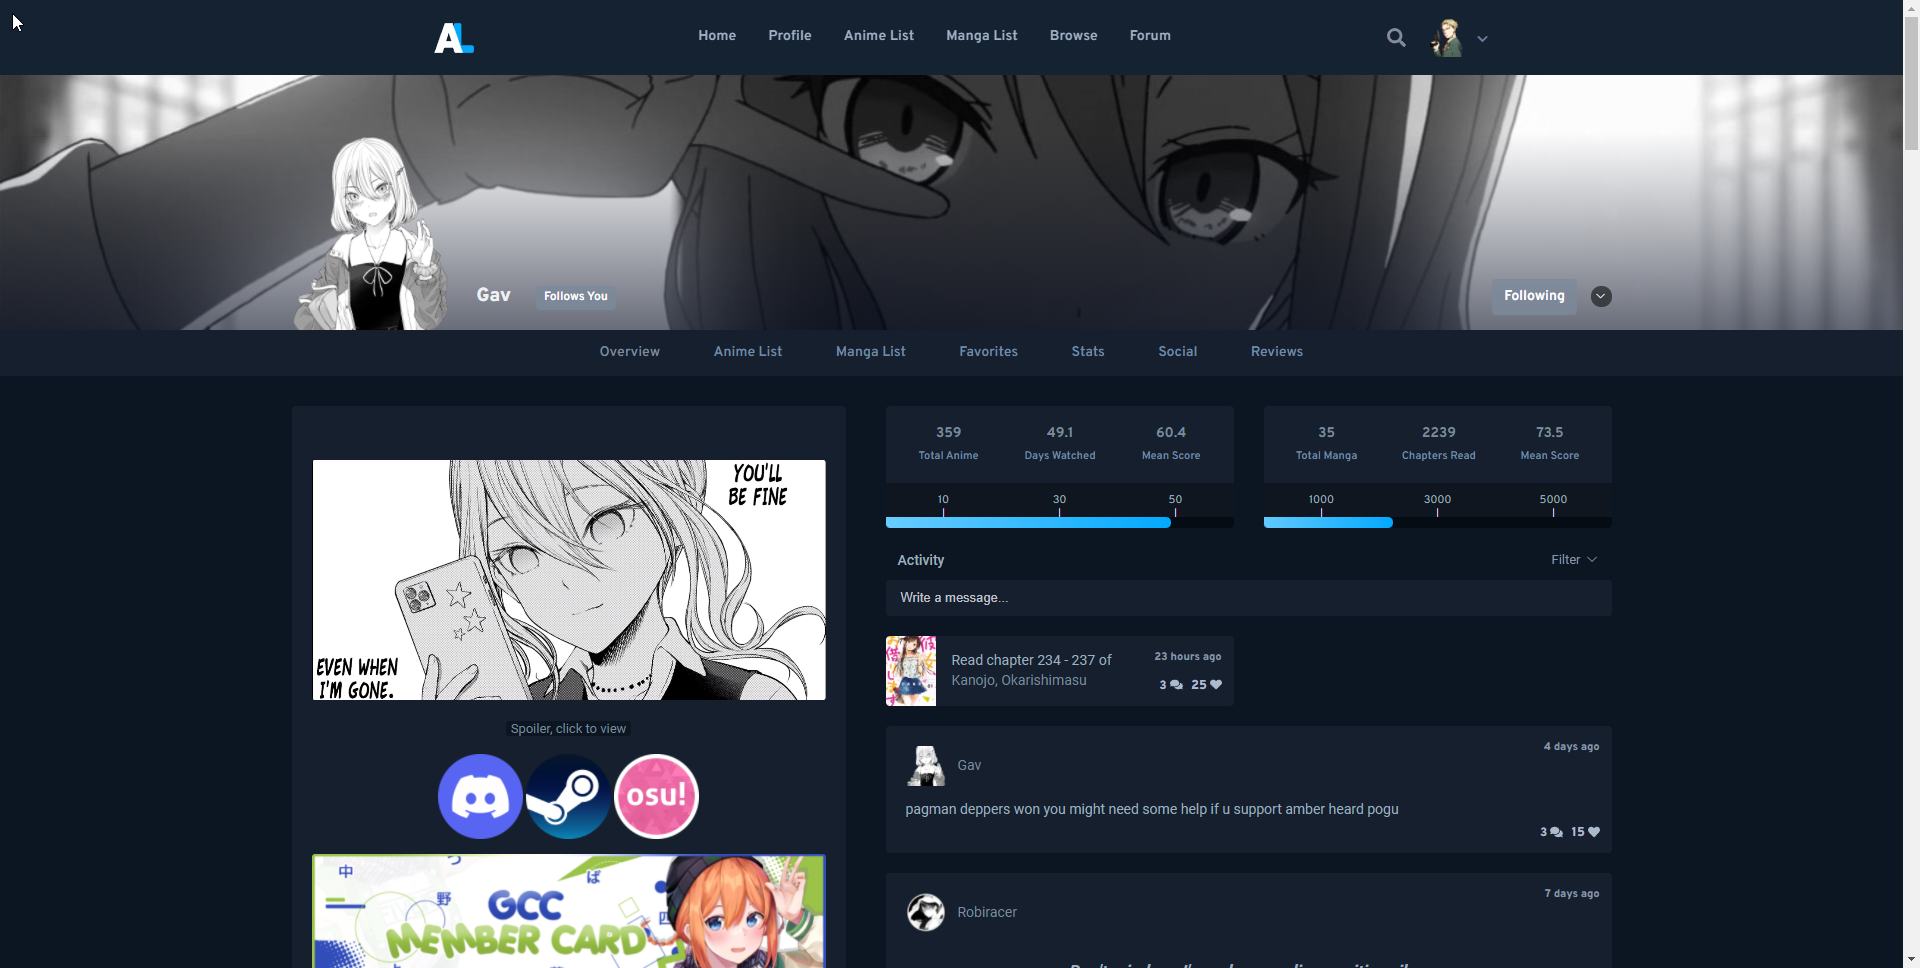 AL
Home Profile Anime List Manga List Browse Forum
Gav Follows You
Following
Overview Anime List Manga List Favorites Stats Social Reviews
YOU'LL
BE FINE
EVEN WHEN
I'M GONE.
Spoiler, click to view
osu!
中
つ
ば
野
四
GCC
MEMBER CARD
359 49.1 60.4
Total Anime Days Watched Mean Score
10 30 50
35 2239 73.5
Total Manga Chapters Read Mean Score
1000 3000 5000
Activity
Filter
Write a message...
Read chapter 234 - 237 of
Kanojo, Okarishimasu
23 hours ago
3 25
Gav
4 days ago
pagman deppers won you might need some help if u support amber heard pogu
3 15
Robiracer
7 days ago